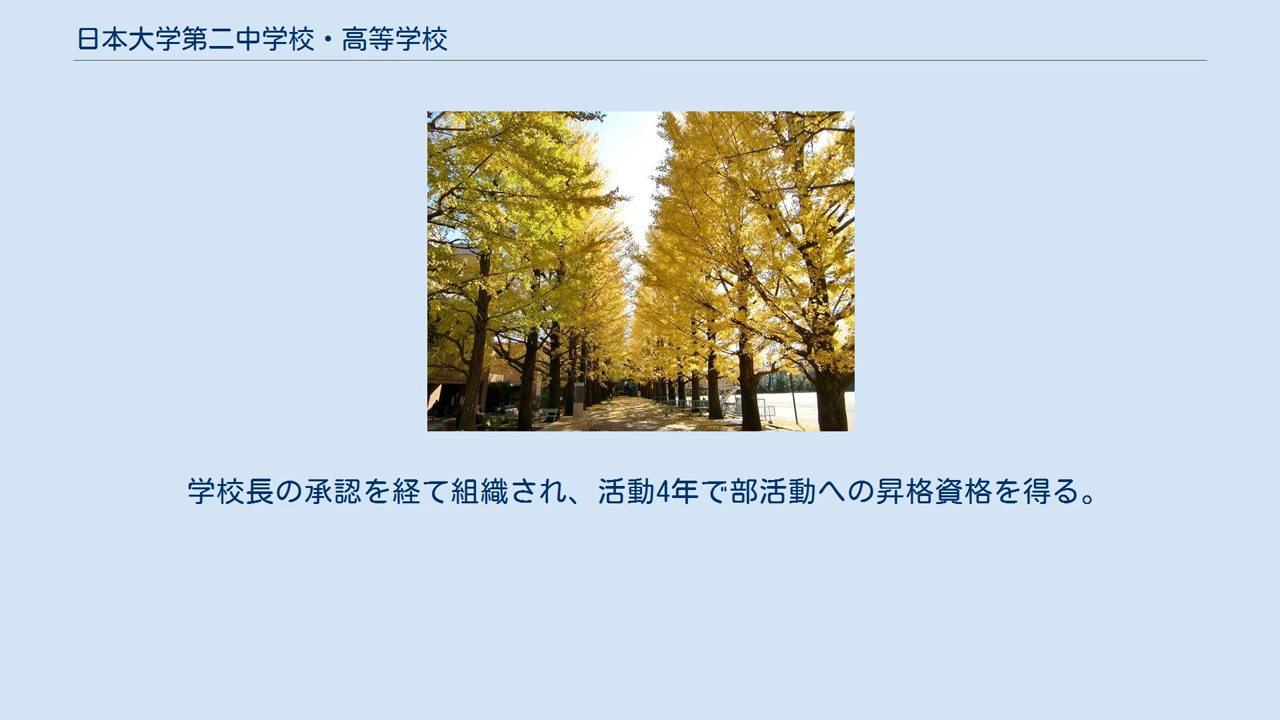 日本大学第二中学校・高等学校
学校長の承認を経て組織され、活動4年で部活動への昇格資格を得る。